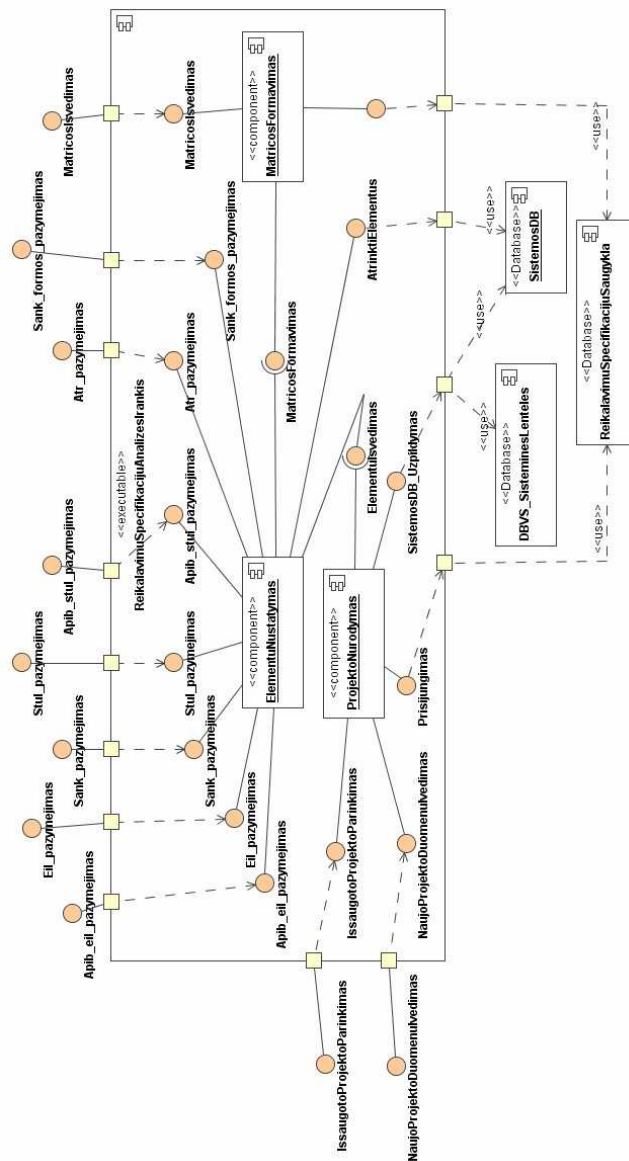 Apib_eil_pazymejimas
Eil_pazymejimas
Sank_pazymejimas
Stul_pazymejimas
Apib_stul_pazymejimas
Atr_pazymejimas
Sank_formos_pazymejimas
MatricosIsvedimas
<<executable>>
ReikalavimuSpecifikacijuAnalizesIrankis
Apib_eil_pazymejimas
Eil_pazymejimas
Sank_pazymejimas
Stul_pazymejimas
Apib_stul_pazymejimas
Atr_pazymejimas
Sank_formos_pazymejimas
MatricosIsvedimas
<<component>>
ElementuNustatymas
MatricosFormavimas
<<component>>
MatricosFormavimas
IssaugotoProjektoParinkimas
IssaugotoProjektoParinkimas
<<component>>
ProjektoNurodymas
ElementuIsvedimas
AtrinktiElementus
NaujoProjektoDuomenuIvedimas
NaujoProjektoDuomenuIvedimas
Prisijungimas
SistemosDB_Uzpildymas
<<use>>
<<use>>
<<use>>
<<use>>
<<use>>
<<Database>>
DBVS_SisteminesLenteles
<<Database>>
SistemosDB
<<Database>>
ReikalavimuSpecifikacijuSaugykla